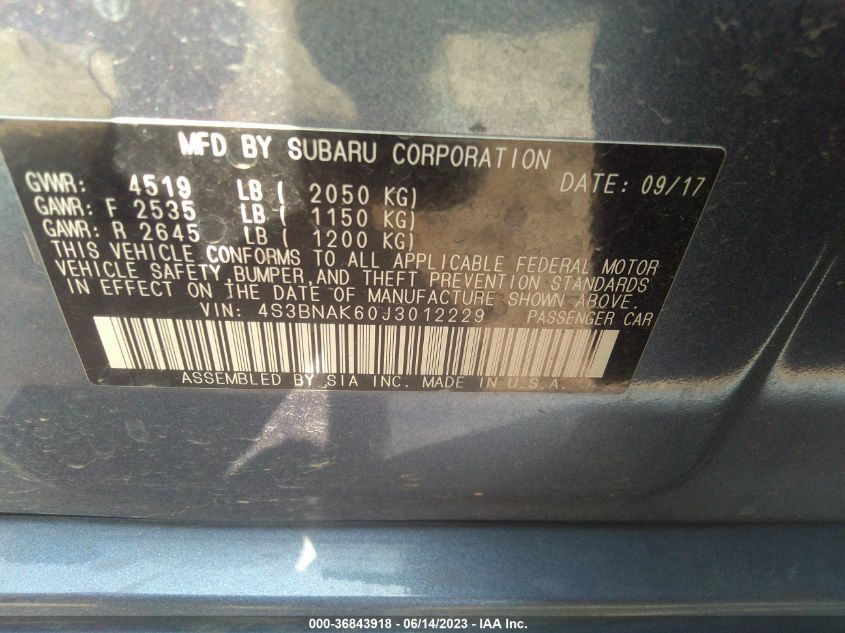 MFD BY SUBARU CORPORATION
GVWR: 4519 LB ( 2050 KG) DATE: 09/17
GAWR: F 2535 LB ( 1150 KG)
GAWR: R 2645 LB ( 1200 KG)
THIS VEHICLE CONFORMS TO ALL APPLICABLE FEDERAL MOTOR
VEHICLE SAFETY, BUMPER, AND THEFT PREVENTION STANDARDS
IN EFFECT ON THE DATE OF MANUFACTURE SHOWN ABOVE.
VIN: 4S3BNAK60J3012229 PASSENGER CAR
ASSEMBLED BY SIA INC. MADE IN U.S.A.
000-36843918 - 06/14/2023 - IAA Inc.